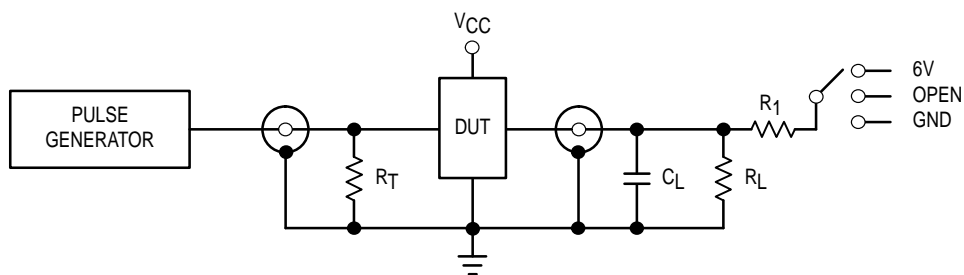 VCC
PULSE
GENERATOR
DUT
RT
CL
RL
R1
6V
OPEN
GND